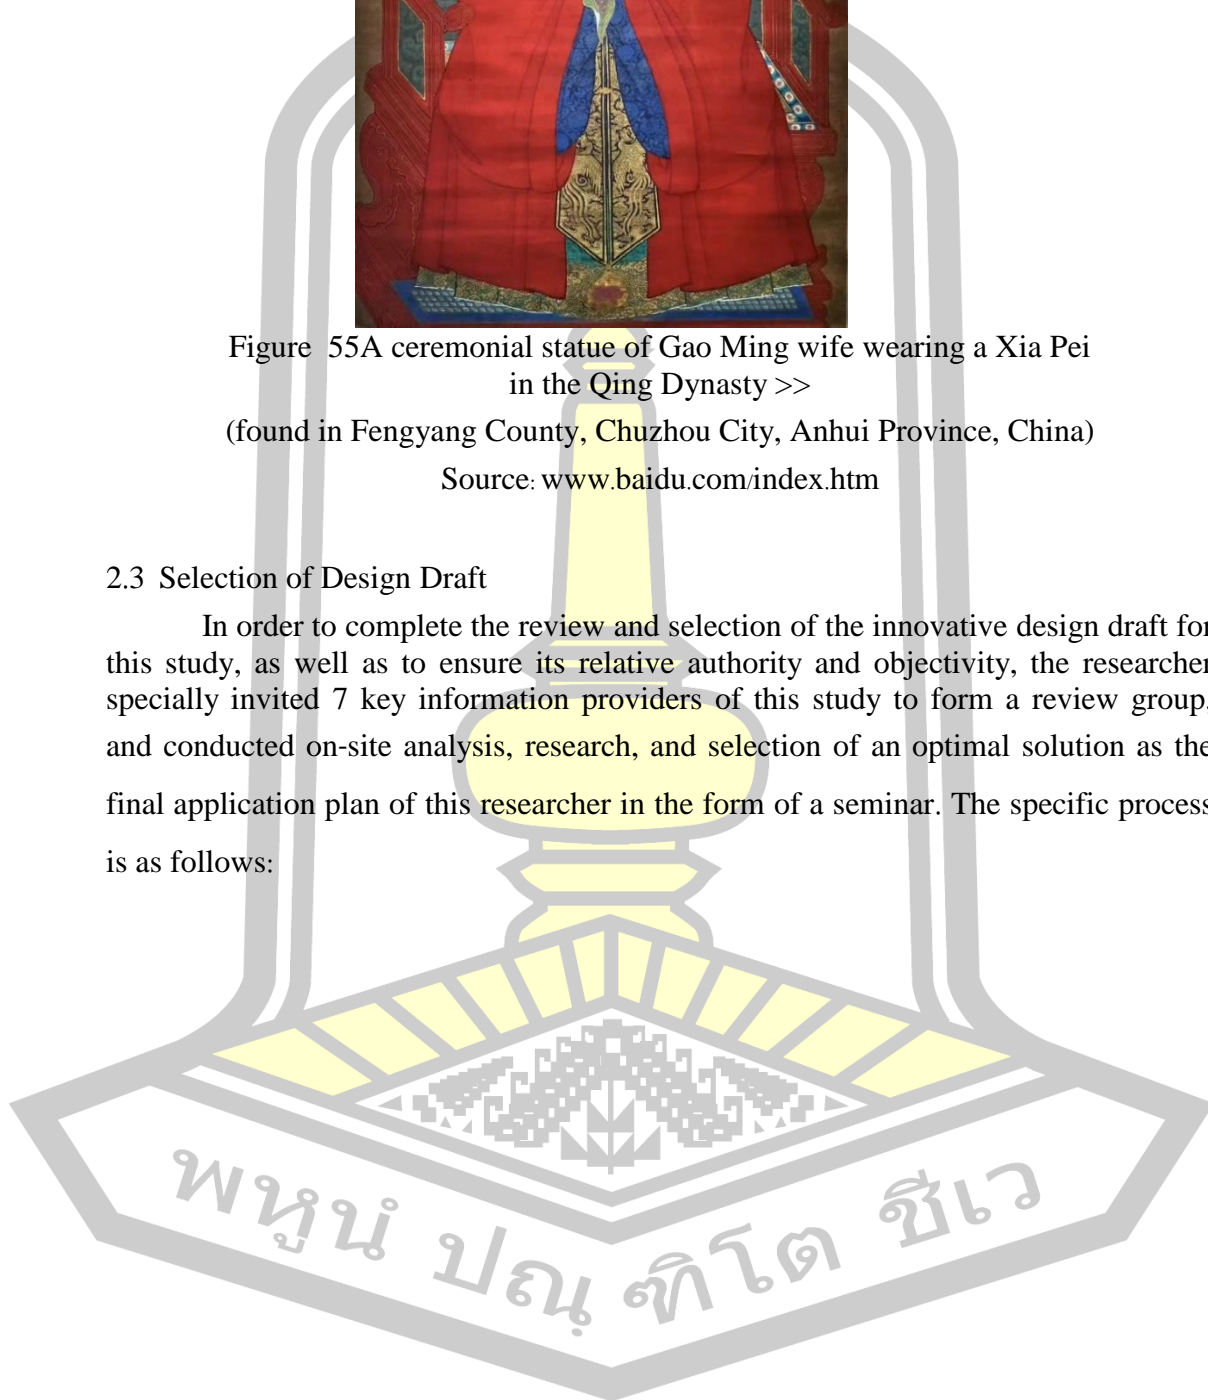 Figure 55A ceremonial statue of Gao Ming wife wearing a Xia Pei
in the Qing Dynasty >>
(found in Fengyang County, Chuzhou City, Anhui Province, China)
Source: www.baidu.com/index.htm
2.3 Selection of Design Draft
In order to complete the review and selection of the innovative design draft for
this study, as well as to ensure its relative authority and objectivity, the researcher
specially invited 7 key information providers of this study to form a review group,
and conducted on-site analysis, research, and selection of an optimal solution as the
final application plan of this researcher in the form of a seminar. The specific process
is as follows:
พหูนํ ปณฺฑิโต ชีเว